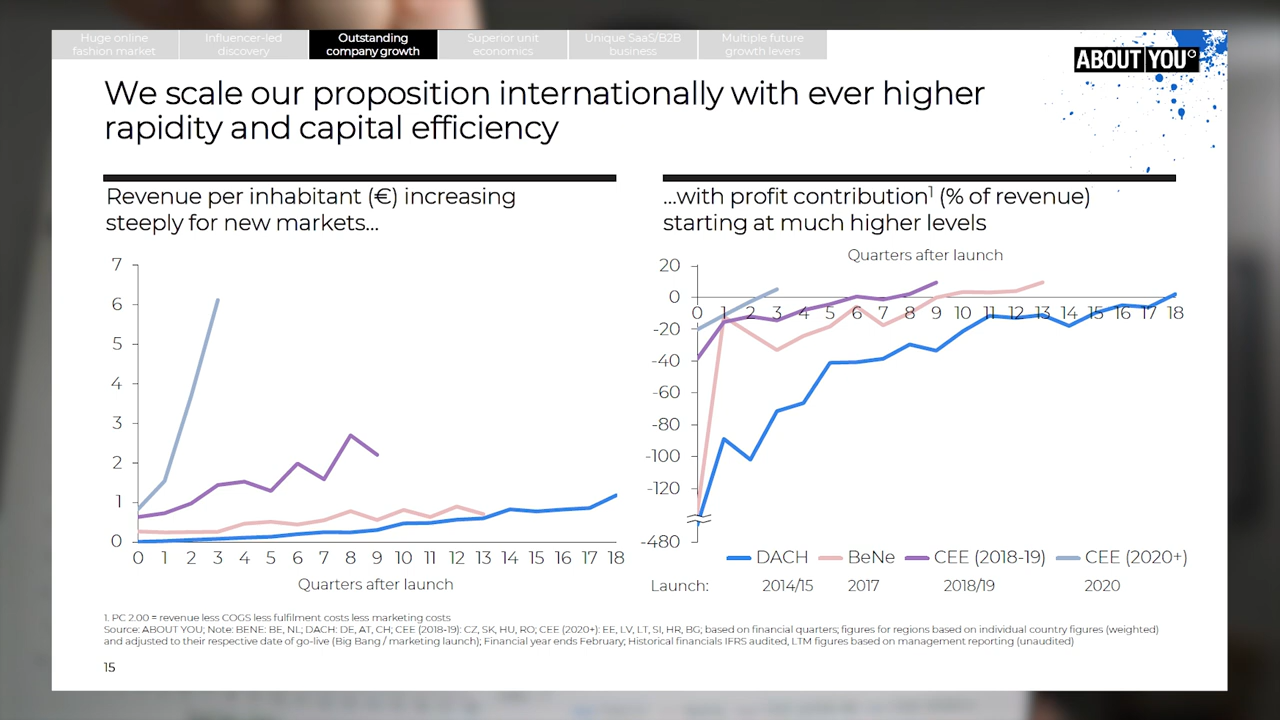 Huge online
fashion market
Influencer-led
discovery
Outstanding
company growth
Superior unit
economics
Unique SaaS/B2B
business
Multiple future
growth levers
ABOUT YOU°
We scale our proposition internationally with ever higher
rapidity and capital efficiency
Revenue per inhabitant (€) increasing
steeply for new markets...
7
6
5
4
3
2
1
0
0 1 2 3 4 5 6 7 8 9 10 11 12 13 14 15 16 17 18
Quarters after launch
...with profit contribution¹ (% of revenue)
starting at much higher levels
Quarters after launch
20
0
-20
-40
-60
-80
-100
-120
-480
0 1 2 3 4 5 6 7 8 9 10 11 12 13 14 15 16 17 18
DACH BeNe CEE (2018-19) CEE (2020+)
Launch: 2014/15 2017 2018/19 2020
1. PC 2.00 = revenue less COGS less fulfilment costs less marketing costs
Source: ABOUT YOU; Note: BENE: BE, NL; DACH: DE, AT, CH; CEE (2018-19): CZ, SK, HU, RO; CEE (2020+): EE, LV, LT, SI, HR, BG; based on financial quarters; figures for regions based on individual country figures (weighted)
and adjusted to their respective date of go-live (Big Bang / marketing launch); Financial year ends February; Historical financials IFRS audited, LTM figures based on management reporting (unaudited)
15